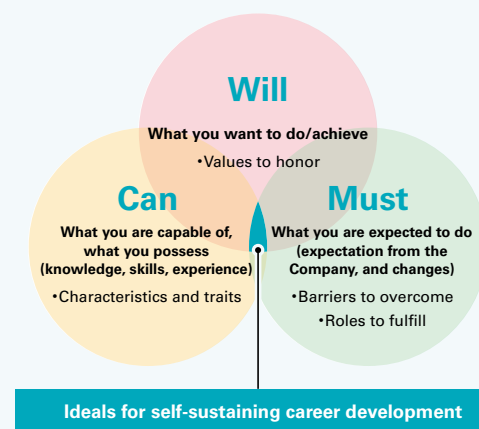 Will
What you want to do/achieve
•Values to honor
Can
What you are capable of,
what you possess
(knowledge, skills, experience)
•Characteristics and traits
Must
What you are expected to do
(expectation from the
Company, and changes)
•Barriers to overcome
•Roles to fulfill
Ideals for self-sustaining career development